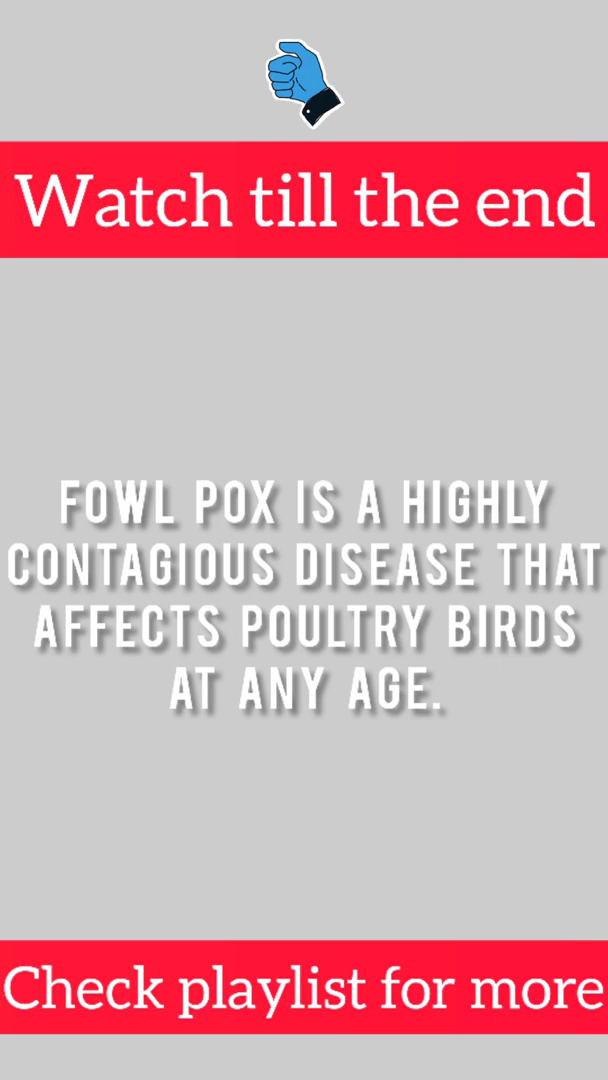 Watch till the end
FOWL POX IS A HIGHLY
CONTAGIOUS DISEASE THAT
AFFECTS POULTRY BIRDS
AT ANY AGE.
Check playlist for more